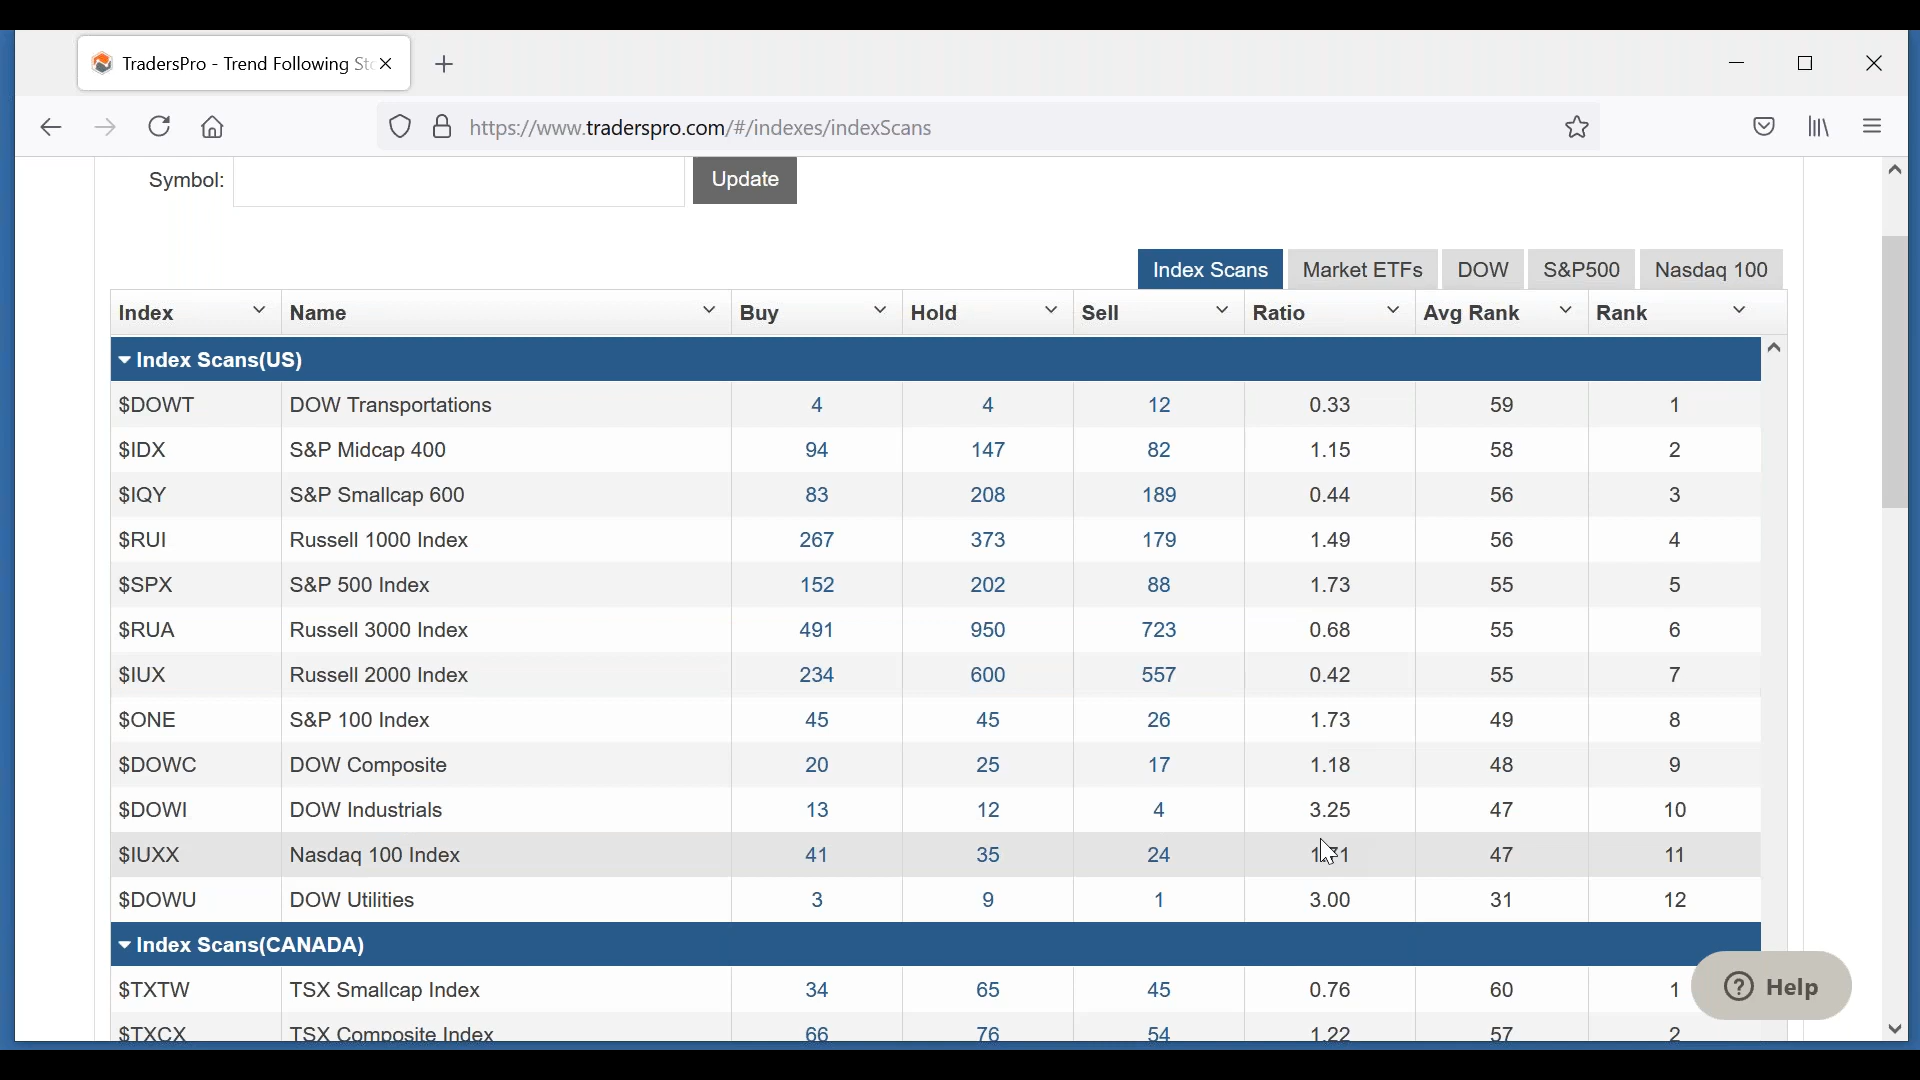 TradersPro - Trend Following Sto
https://www.traderspro.com/#/indexes/indexScans
Symbol: Update
Index Scans Market ETFs DOW S&P500 Nasdaq 100
Index Name Buy Hold Sell Ratio Avg Rank Rank
Index Scans(US)
$DOWT DOW Transportations 4 4 12 0.33 59 1
$IDX S&P Midcap 400 94 147 82 1.15 58 2
$IQY S&P Smallcap 600 83 208 189 0.44 56 3
$RUI Russell 1000 Index 267 373 179 1.49 56 4
$SPX S&P 500 Index 152 202 88 1.73 55 5
$RUA Russell 3000 Index 491 950 723 0.68 55 6
$IUX Russell 2000 Index 234 600 557 0.42 55 7
$ONE S&P 100 Index 45 45 26 1.73 49 8
$DOWC DOW Composite 20 25 17 1.18 48 9
$DOWI DOW Industrials 13 12 4 3.25 47 10
$IUXX Nasdaq 100 Index 41 35 24 47 11
$DOWU DOW Utilities 3 9 1 3.00 31 12
Index Scans(CANADA)
$TXTW TSX Smallcap Index 34 65 45 0.76 60 1
Help
$TXCX TSX Composite Index 66 76 54 1.22 57 2